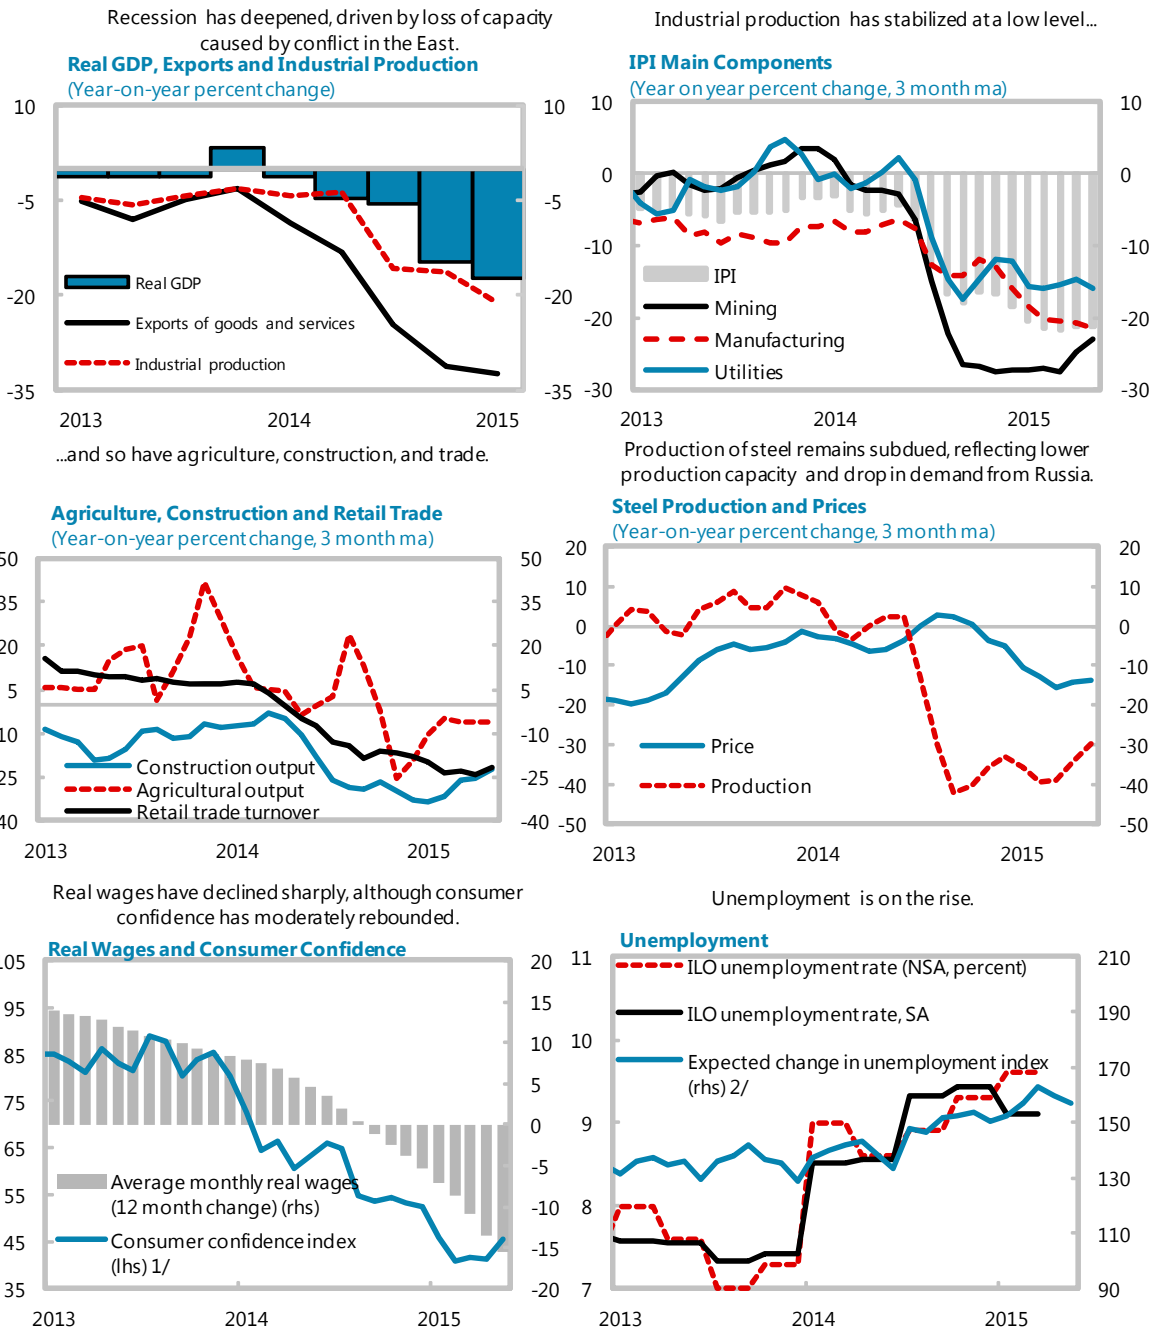 Recession has deepened, driven by loss of capacity
caused by conflict in the East.
Real GDP, Exports and Industrial Production
(Year-on-year percent change)
10
10
-5
-5
-20
-20
-35
-35
Real GDP
Exports of goods and services
Industrial production
2013
2014
2015
Industrial production has stabilized at a low level...
IPI Main Components
(Year on year percent change, 3 month ma)
10
10
0
0
-10
-10
-20
-20
-30
-30
IPI
Mining
Manufacturing
Utilities
2013
2014
2015
...and so have agriculture, construction, and trade.
Agriculture, Construction and Retail Trade
(Year-on-year percent change, 3 month ma)
50
50
35
35
20
20
5
5
10
-10
25
-25
40
-40
Construction output
Agricultural output
Retail trade turnover
2013
2014
2015
Production of steel remains subdued, reflecting lower
production capacity and drop in demand from Russia.
Steel Production and Prices
(Year-on-year percent change, 3 month ma)
20
20
10
10
0
0
-10
-10
-20
-20
-30
-30
-40
-40
-50
-50
Price
Production
2013
2014
2015
Real wages have declined sharply, although consumer
confidence has moderately rebounded.
Real Wages and Consumer Confidence
105
20
95
15
85
10
75
5
65
0
55
-5
45
-10
35
-15
-20
Average monthly real wages
(12 month change) (rhs)
Consumer confidence index
(lhs) 1/
2013
2014
2015
Unemployment is on the rise.
Unemployment
11
210
10
190
9
170
8
150
7
130
110
90
ILO unemployment rate (NSA, percent)
ILO unemployment rate, SA
Expected change in unemployment index
(rhs) 2/
2013
2014
2015